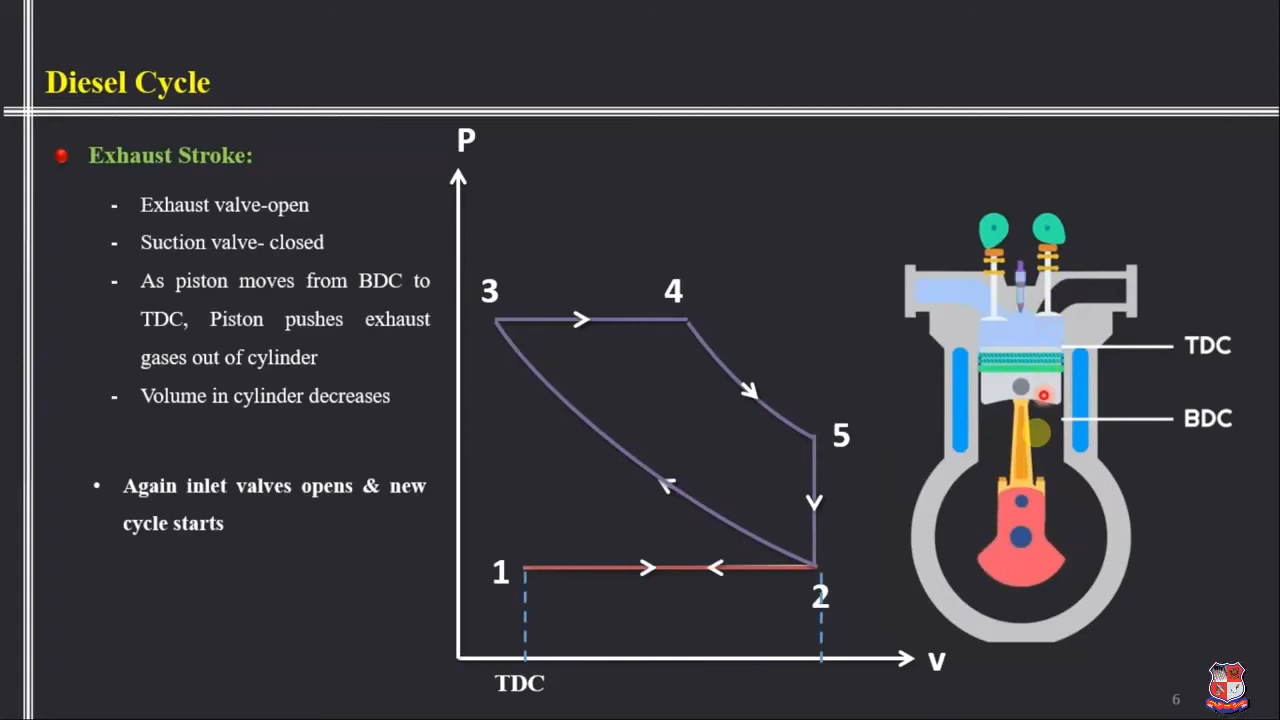 Diesel Cycle
Exhaust Stroke:
- Exhaust valve-open
- Suction valve- closed
- As piston moves from BDC to
TDC, Piston pushes exhaust
gases out of cylinder
- Volume in cylinder decreases
• Again inlet valves opens & new
cycle starts
P
3
4
5
1
2
TDC
v
TDC
BDC
6